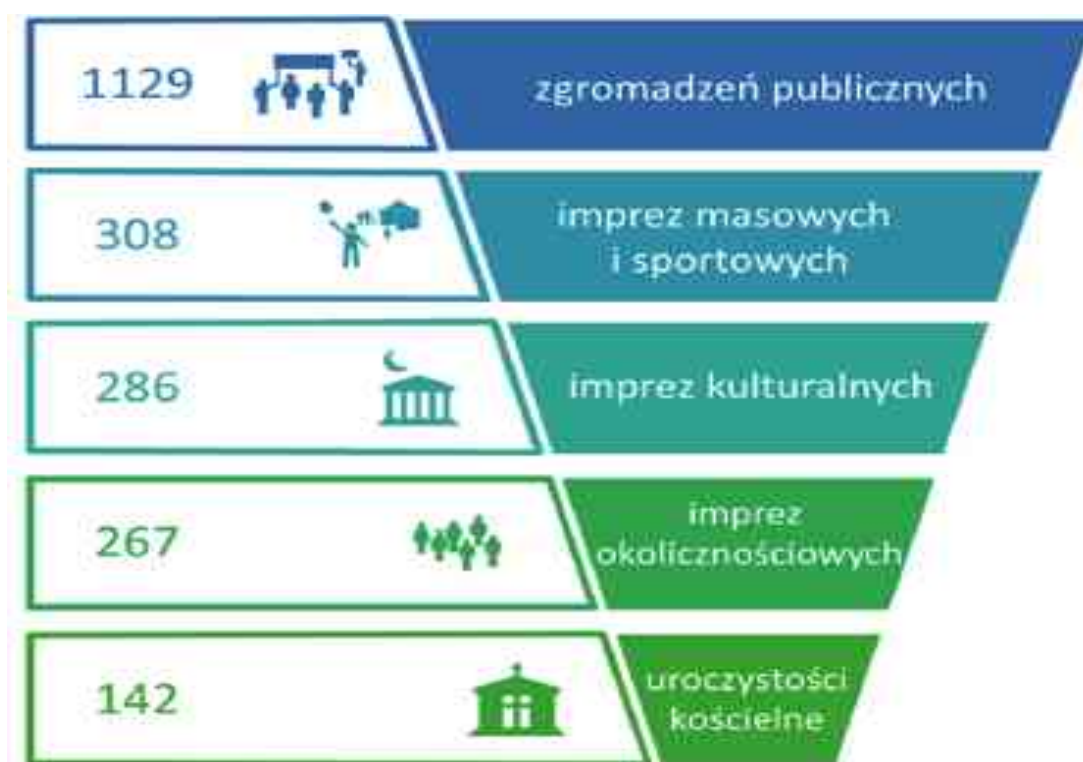 1129
zgromadzeń publicznych
308
imprez masowych
i sportowych
286
imprez kulturalnych
267
imprez
okolicznościowych
142
uroczystości
kościelne